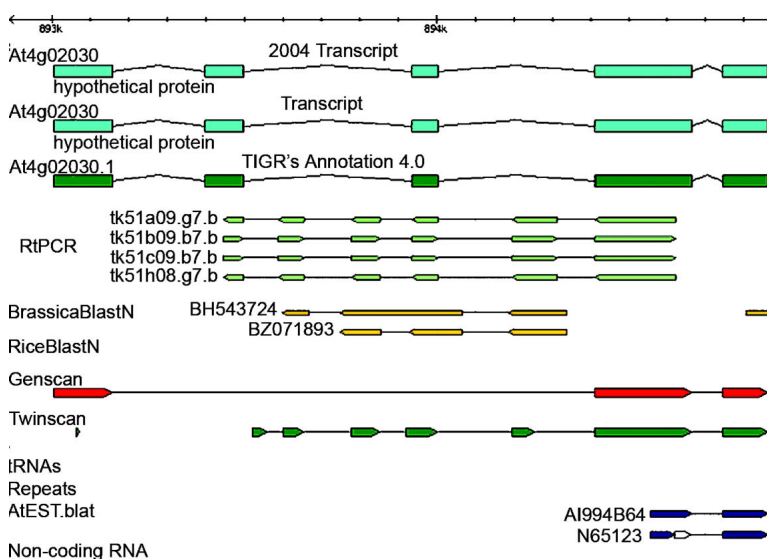 893k 894k
At4g02030 2004 Transcript
hypothetical protein
At4g02030 Transcript
hypothetical protein
At4g02030.1 TIGR's Annotation 4.0
RtPCR
tk51a09.g7.b
tk51b09.b7.b
tk51c09.b7.b
tk51h08.g7.b
BrassicaBlastN BH543724
BZ071893
RiceBlastN
Genscan
Twinscan
tRNAs
Repeats
AtEST.blat AI994B64
N65123
Non-coding RNA